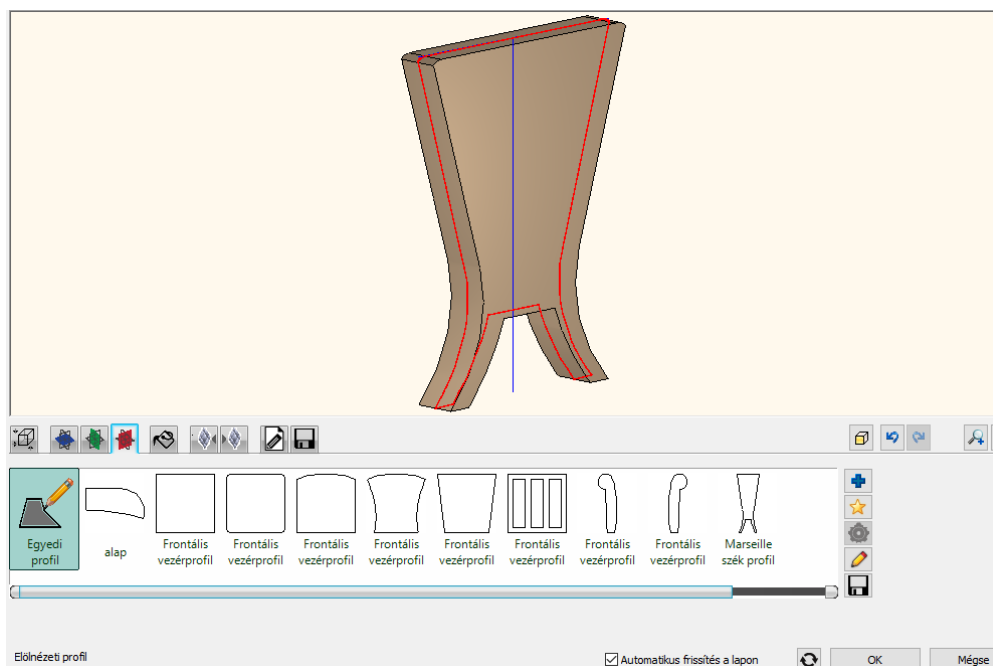 Egyedi
profil
alap
Frontális
vezérprofil
Frontális
vezérprofil
Frontális
vezérprofil
Frontális
vezérprofil
Frontális
vezérprofil
Frontális
vezérprofil
Frontális
vezérprofil
Frontális
vezérprofil
Marseille
szék profil
Elölnézeti profil
Automatikus frissítés a lapon
OK
Mégse